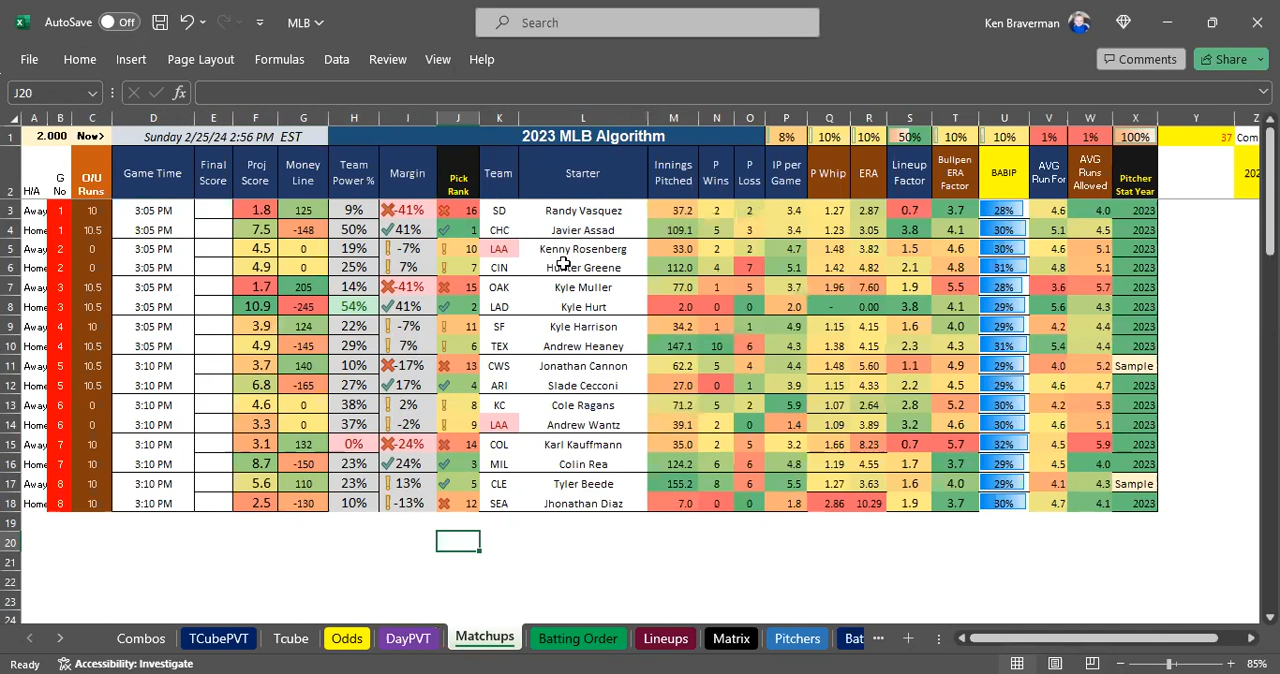 AutoSave Off MLB Search Ken Braverman
File Home Insert Page Layout Formulas Data Review View Help Comments Share
J20 fx
A B C D E F G H I J K L M N O P Q R S T U V W X Y Z
1 2.000 Now> Sunday 2/25/24 2:56 PM EST 2023 MLB Algorithm 8% 10% 10% 50% 10% 10% 1% 1% 100% 37 Com
2 H/A G No O/U Runs Game Time Final Score Proj Score Money Line Team Power % Margin Pick Rank Team Starter Innings Pitched P Wins P Loss IP per Game P Whip ERA Lineup Factor Bullpen ERA Factor BABIP AVG Run For AVG Runs Allowed Pitcher Stat Year 202
3 Away 1 10 3:05 PM 1.8 125 9% -41% 16 SD Randy Vasquez 37.2 2 2 3.4 1.27 2.87 0.7 3.7 28% 4.6 4.0 2023
4 Home 1 10.5 3:05 PM 7.5 -148 50% 41% 1 CHC Javier Assad 109.1 5 3 3.4 1.23 3.05 3.8 4.1 30% 5.1 4.5 2023
5 Away 2 0 3:05 PM 4.5 0 19% -7% 10 LAA Kenny Rosenberg 33.0 2 2 4.7 1.48 3.82 1.5 4.6 30% 4.6 5.1 2023
6 Home 2 0 3:05 PM 4.9 0 25% 7% 7 CIN Hunter Greene 112.0 4 7 5.1 1.42 4.82 2.1 4.8 31% 4.8 5.1 2023
7 Away 3 10.5 3:05 PM 1.7 205 14% -41% 15 OAK Kyle Muller 77.0 1 5 3.7 1.96 7.60 1.9 5.5 28% 3.6 5.7 2023
8 Home 3 10.5 3:05 PM 10.9 -245 54% 41% 2 LAD Kyle Hurt 2.0 0 0 2.0 - 0.00 3.8 4.1 29% 5.6 4.3 2023
9 Away 4 10 3:05 PM 3.9 124 22% -7% 11 SF Kyle Harrison 34.2 1 1 4.9 1.15 4.15 1.6 4.0 29% 4.2 4.4 2023
10 Home 4 10.5 3:05 PM 4.9 -145 29% 7% 6 TEX Andrew Heaney 147.1 10 6 4.3 1.38 4.15 2.3 4.3 31% 5.4 4.4 2023
11 Away 5 10.5 3:10 PM 3.7 140 10% -17% 13 CWS Jonathan Cannon 62.2 5 4 4.4 1.48 5.60 1.1 4.9 29% 4.0 5.2 Sample
12 Home 5 10.5 3:10 PM 6.8 -165 27% 17% 4 ARI Slade Cecconi 27.0 0 1 3.9 1.15 4.33 2.2 4.5 29% 4.6 4.7 2023
13 Away 6 0 3:10 PM 4.6 0 38% 2% 8 KC Cole Ragans 71.2 5 2 5.9 1.07 2.64 2.8 5.2 30% 4.2 5.3 2023
14 Home 6 0 3:10 PM 3.3 0 37% -2% 9 LAA Andrew Wantz 39.1 2 0 1.4 1.09 3.89 3.2 4.6 30% 4.6 5.1 2023
15 Away 7 10 3:10 PM 3.1 132 0% -24% 14 COL Karl Kauffmann 35.0 2 5 3.2 1.66 8.23 0.7 5.7 32% 4.5 5.9 2023
16 Home 7 10 3:10 PM 8.7 -150 23% 24% 3 MIL Colin Rea 124.2 6 6 4.8 1.19 4.55 1.7 3.7 29% 4.5 4.0 2023
17 Away 8 10 3:10 PM 5.6 110 23% 13% 5 CLE Tyler Beede 155.2 8 6 5.5 1.27 3.63 1.6 4.0 29% 4.1 4.3 Sample
18 Home 8 10 3:10 PM 2.5 -130 10% -13% 12 SEA Jhonathan Diaz 7.0 0 0 1.8 2.86 10.29 1.9 3.7 30% 4.7 4.1 2023
19
20
21
22
23
24
Combos TCubePVT Tcube Odds DayPVT Matchups Batting Order Lineups Matrix Pitchers Bat
Ready Accessibility: Investigate 85%